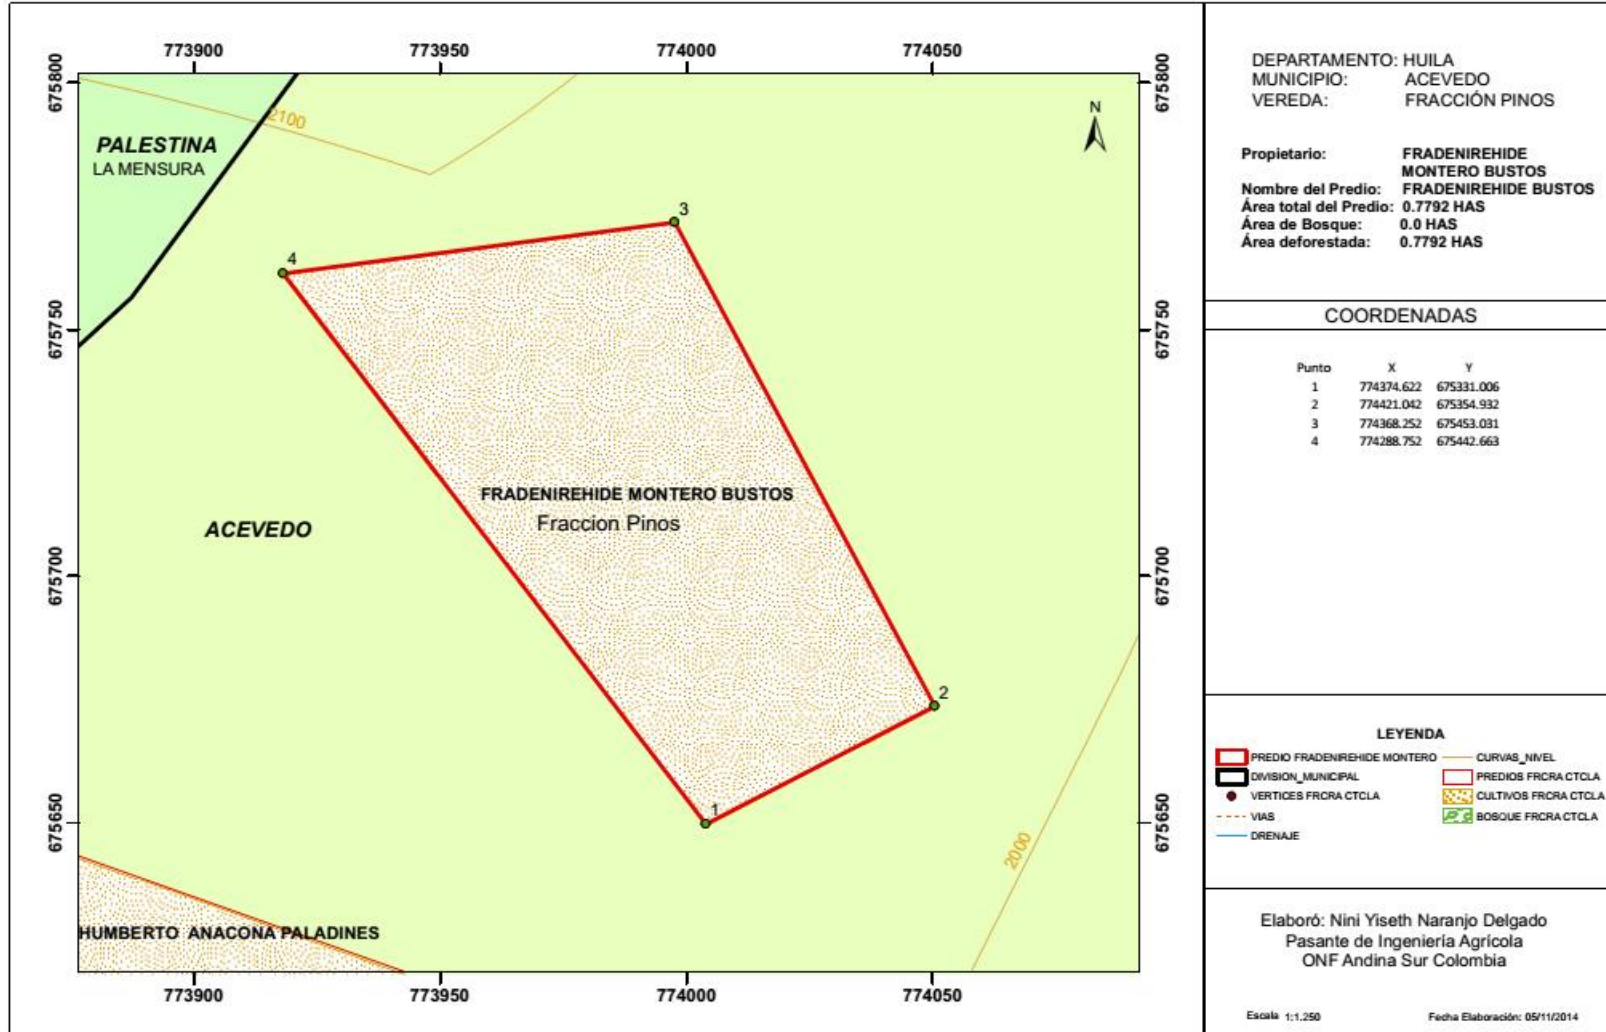 773900 773950 774000 774050
675800
675800
2100
N
PALESTINA
LA MENSURA
3
4
675750
675750
FRADENIREHIDE MONTERO BUSTOS
Fraccion Pinos
ACEVEDO
675700
675700
2
1
675650
675650
2000
HUMBERTO ANACONA PALADINES
773900 773950 774000 774050
DEPARTAMENTO: HUILA
MUNICIPIO: ACEVEDO
VEREDA: FRACCIÓN PINOS
Propietario: FRADENIREHIDE
MONTERO BUSTOS
Nombre del Predio: FRADENIREHIDE BUSTOS
Área total del Predio: 0.7792 HAS
Área de Bosque: 0.0 HAS
Área deforestada: 0.7792 HAS
COORDENADAS
Punto X Y
1 774374.622 675331.006
2 774421.042 675354.932
3 774368.252 675453.031
4 774288.752 675442.663
LEYENDA
PREDIO FRADENIREHIDE MONTERO CURVAS_NIVEL
DIVISION_MUNICIPAL PREDIOS FRCRA CTCLA
VERTICES FRCRA CTCLA CULTIVOS FRCRA CTCLA
VIAS BOSQUE FRCRA CTCLA
DRENAJE
Elaboró: Nini Yiseth Naranjo Delgado
Pasante de Ingeniería Agrícola
ONF Andina Sur Colombia
Escala 1:1.250 Fecha Elaboración: 05/11/2014